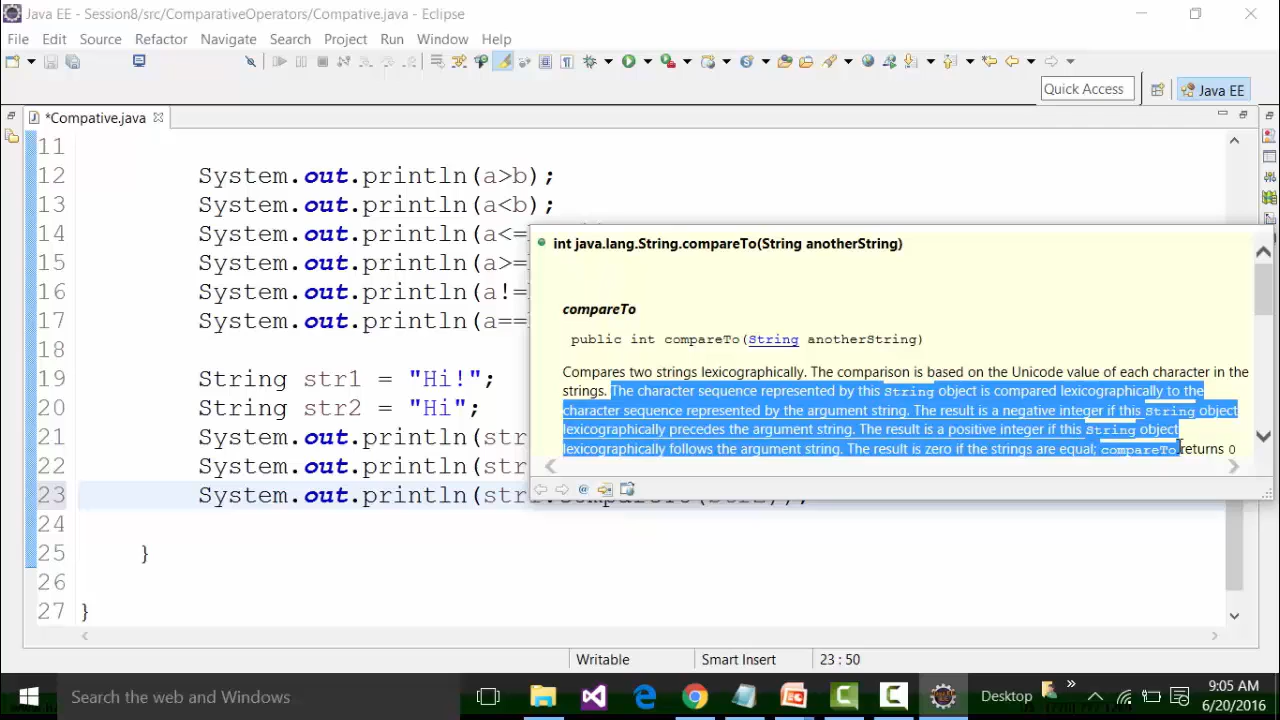 Java EE - Session8/src/ComparativeOperators/Compative.java - Eclipse
File Edit Source Refactor Navigate Search Project Run Window Help
Quick Access
Java EE
*Compative.java
11
12 System.out.println(a>b);
13 System.out.println(a<b);
14 System.out.println(a<=
15 System.out.println(a>=
16 System.out.println(a!=
17 System.out.println(a==
18
19 String str1 = "Hi!";
20 String str2 = "Hi";
21 System.out.println(str
22 System.out.println(str
23 System.out.println(str
24
25 }
26
27 }
int java.lang.String.compareTo(String anotherString)
compareTo
public int compareTo(String anotherString)
Compares two strings lexicographically. The comparison is based on the Unicode value of each character in the
strings. The character sequence represented by this String object is compared lexicographically to the
character sequence represented by the argument string. The result is a negative integer if this String object
lexicographically precedes the argument string. The result is a positive integer if this String object
lexicographically follows the argument string. The result is zero if the strings are equal; compareTo returns 0
@
Writable Smart Insert 23 : 50
Search the web and Windows
Desktop
9:05 AM
6/20/2016